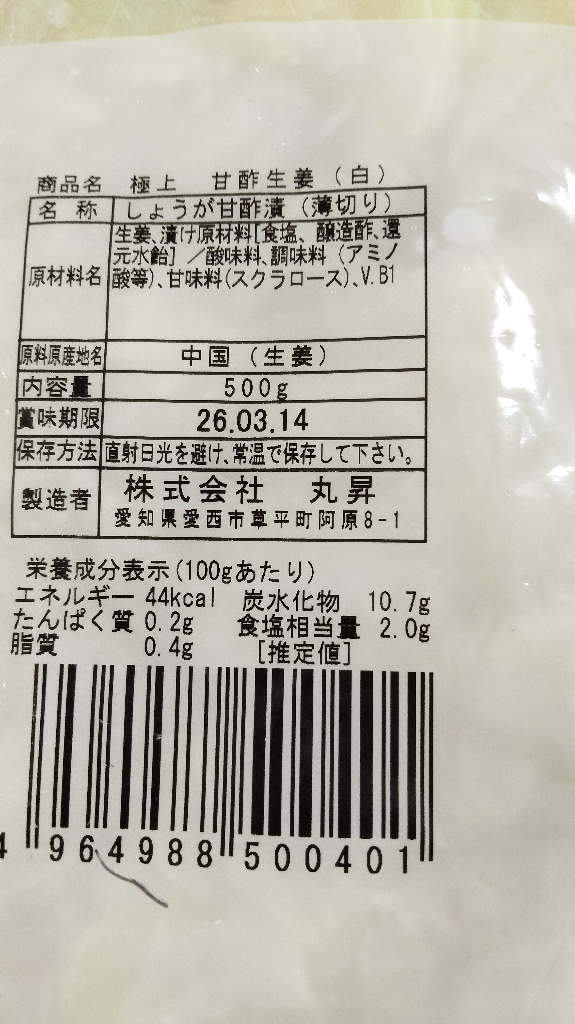 商品名 極上 甘酢生姜（白）
名称 しょうが甘酢漬（薄切り）
原材料名 生姜、漬け原材料[食塩、醸造酢、還
元水飴]／酸味料、調味料（アミノ
酸等）、甘味料(スクラロース)、V.B1
原料原産地名 中国（生姜）
内容量 500g
賞味期限 26.03.14
保存方法 直射日光を避け、常温で保存して下さい。
製造者 株式会社 丸昇
愛知県愛西市草平町阿原8-1
栄養成分表示(100gあたり)
エネルギー 44kcal 炭水化物 10.7g
たんぱく質 0.2g 食塩相当量 2.0g
脂質 0.4g [推定値]
4 964988 500401